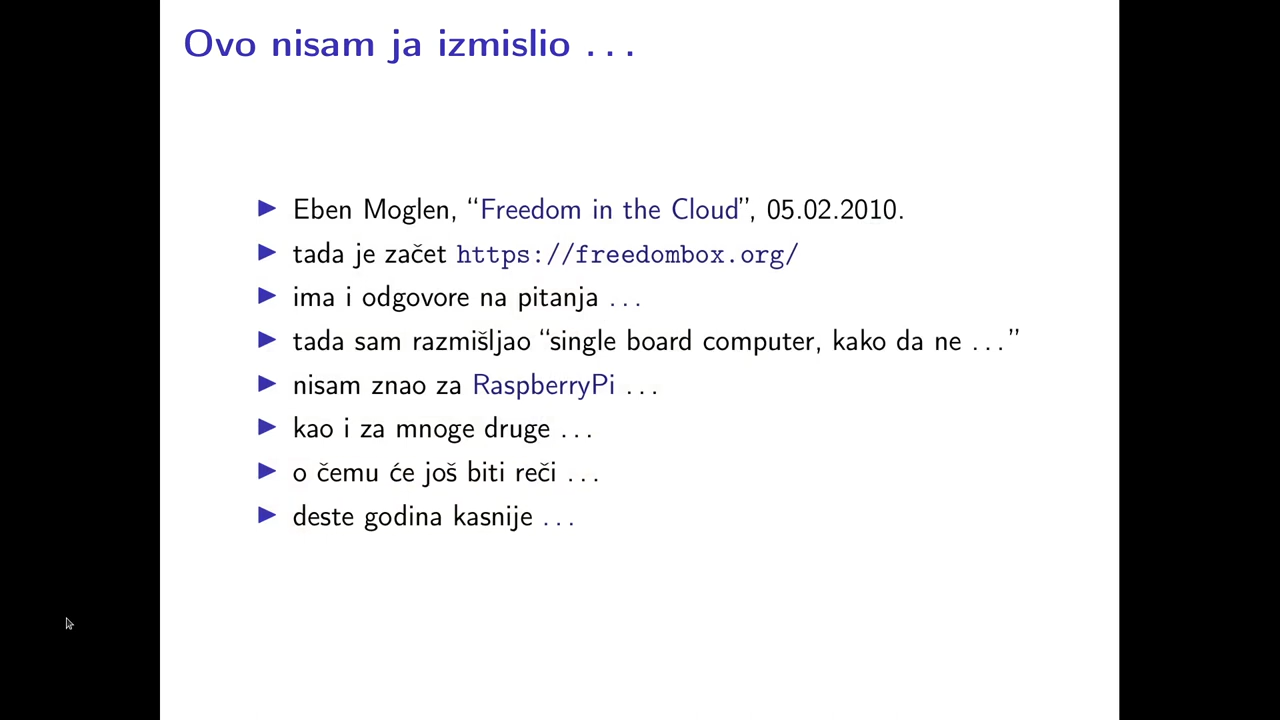 Ovo nisam ja izmislio ...
▶ Eben Moglen, “Freedom in the Cloud”, 05.02.2010.
▶ tada je začet https://freedombox.org/
▶ ima i odgovore na pitanja ...
▶ tada sam razmišljao “single board computer, kako da ne ...”
▶ nisam znao za RaspberryPi ...
▶ kao i za mnoge druge ...
▶ o čemu će još biti reči ...
▶ deste godina kasnije ...